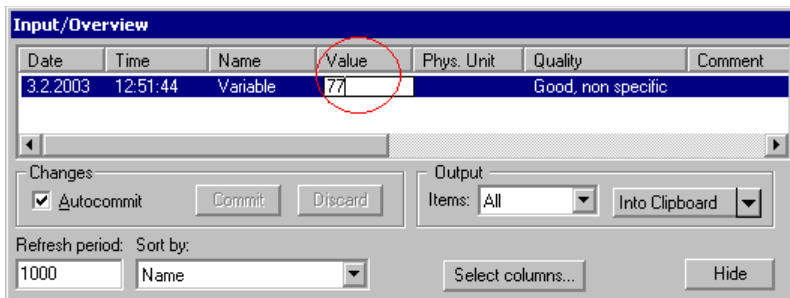 Input/Overview
Date Time Name Value Phys. Unit Quality Comment
3.2.2003 12:51:44 Variable 77 Good, non specific
Changes Output
Autocommit Commit Discard Items: All Into Clipboard
Refresh period: Sort by:
1000 Name Select columns... Hide